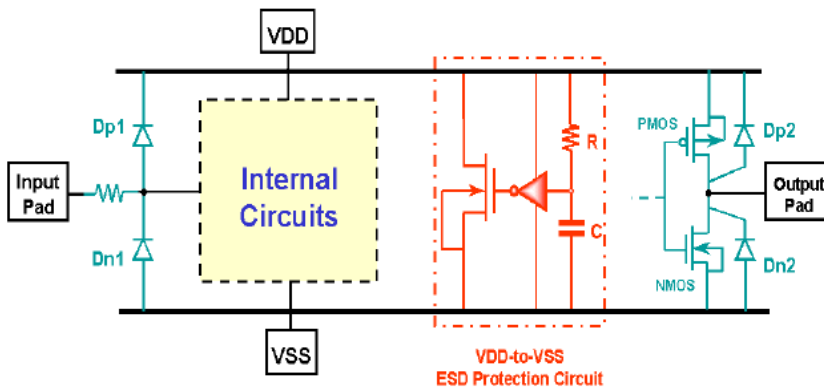 VDD
Dp1
Input
Pad
Internal
Circuits
Dn1
VSS
R
C
VDD-to-VSS
ESD Protection Circuit
PMOS
Dp2
Output
Pad
Dn2
NMOS